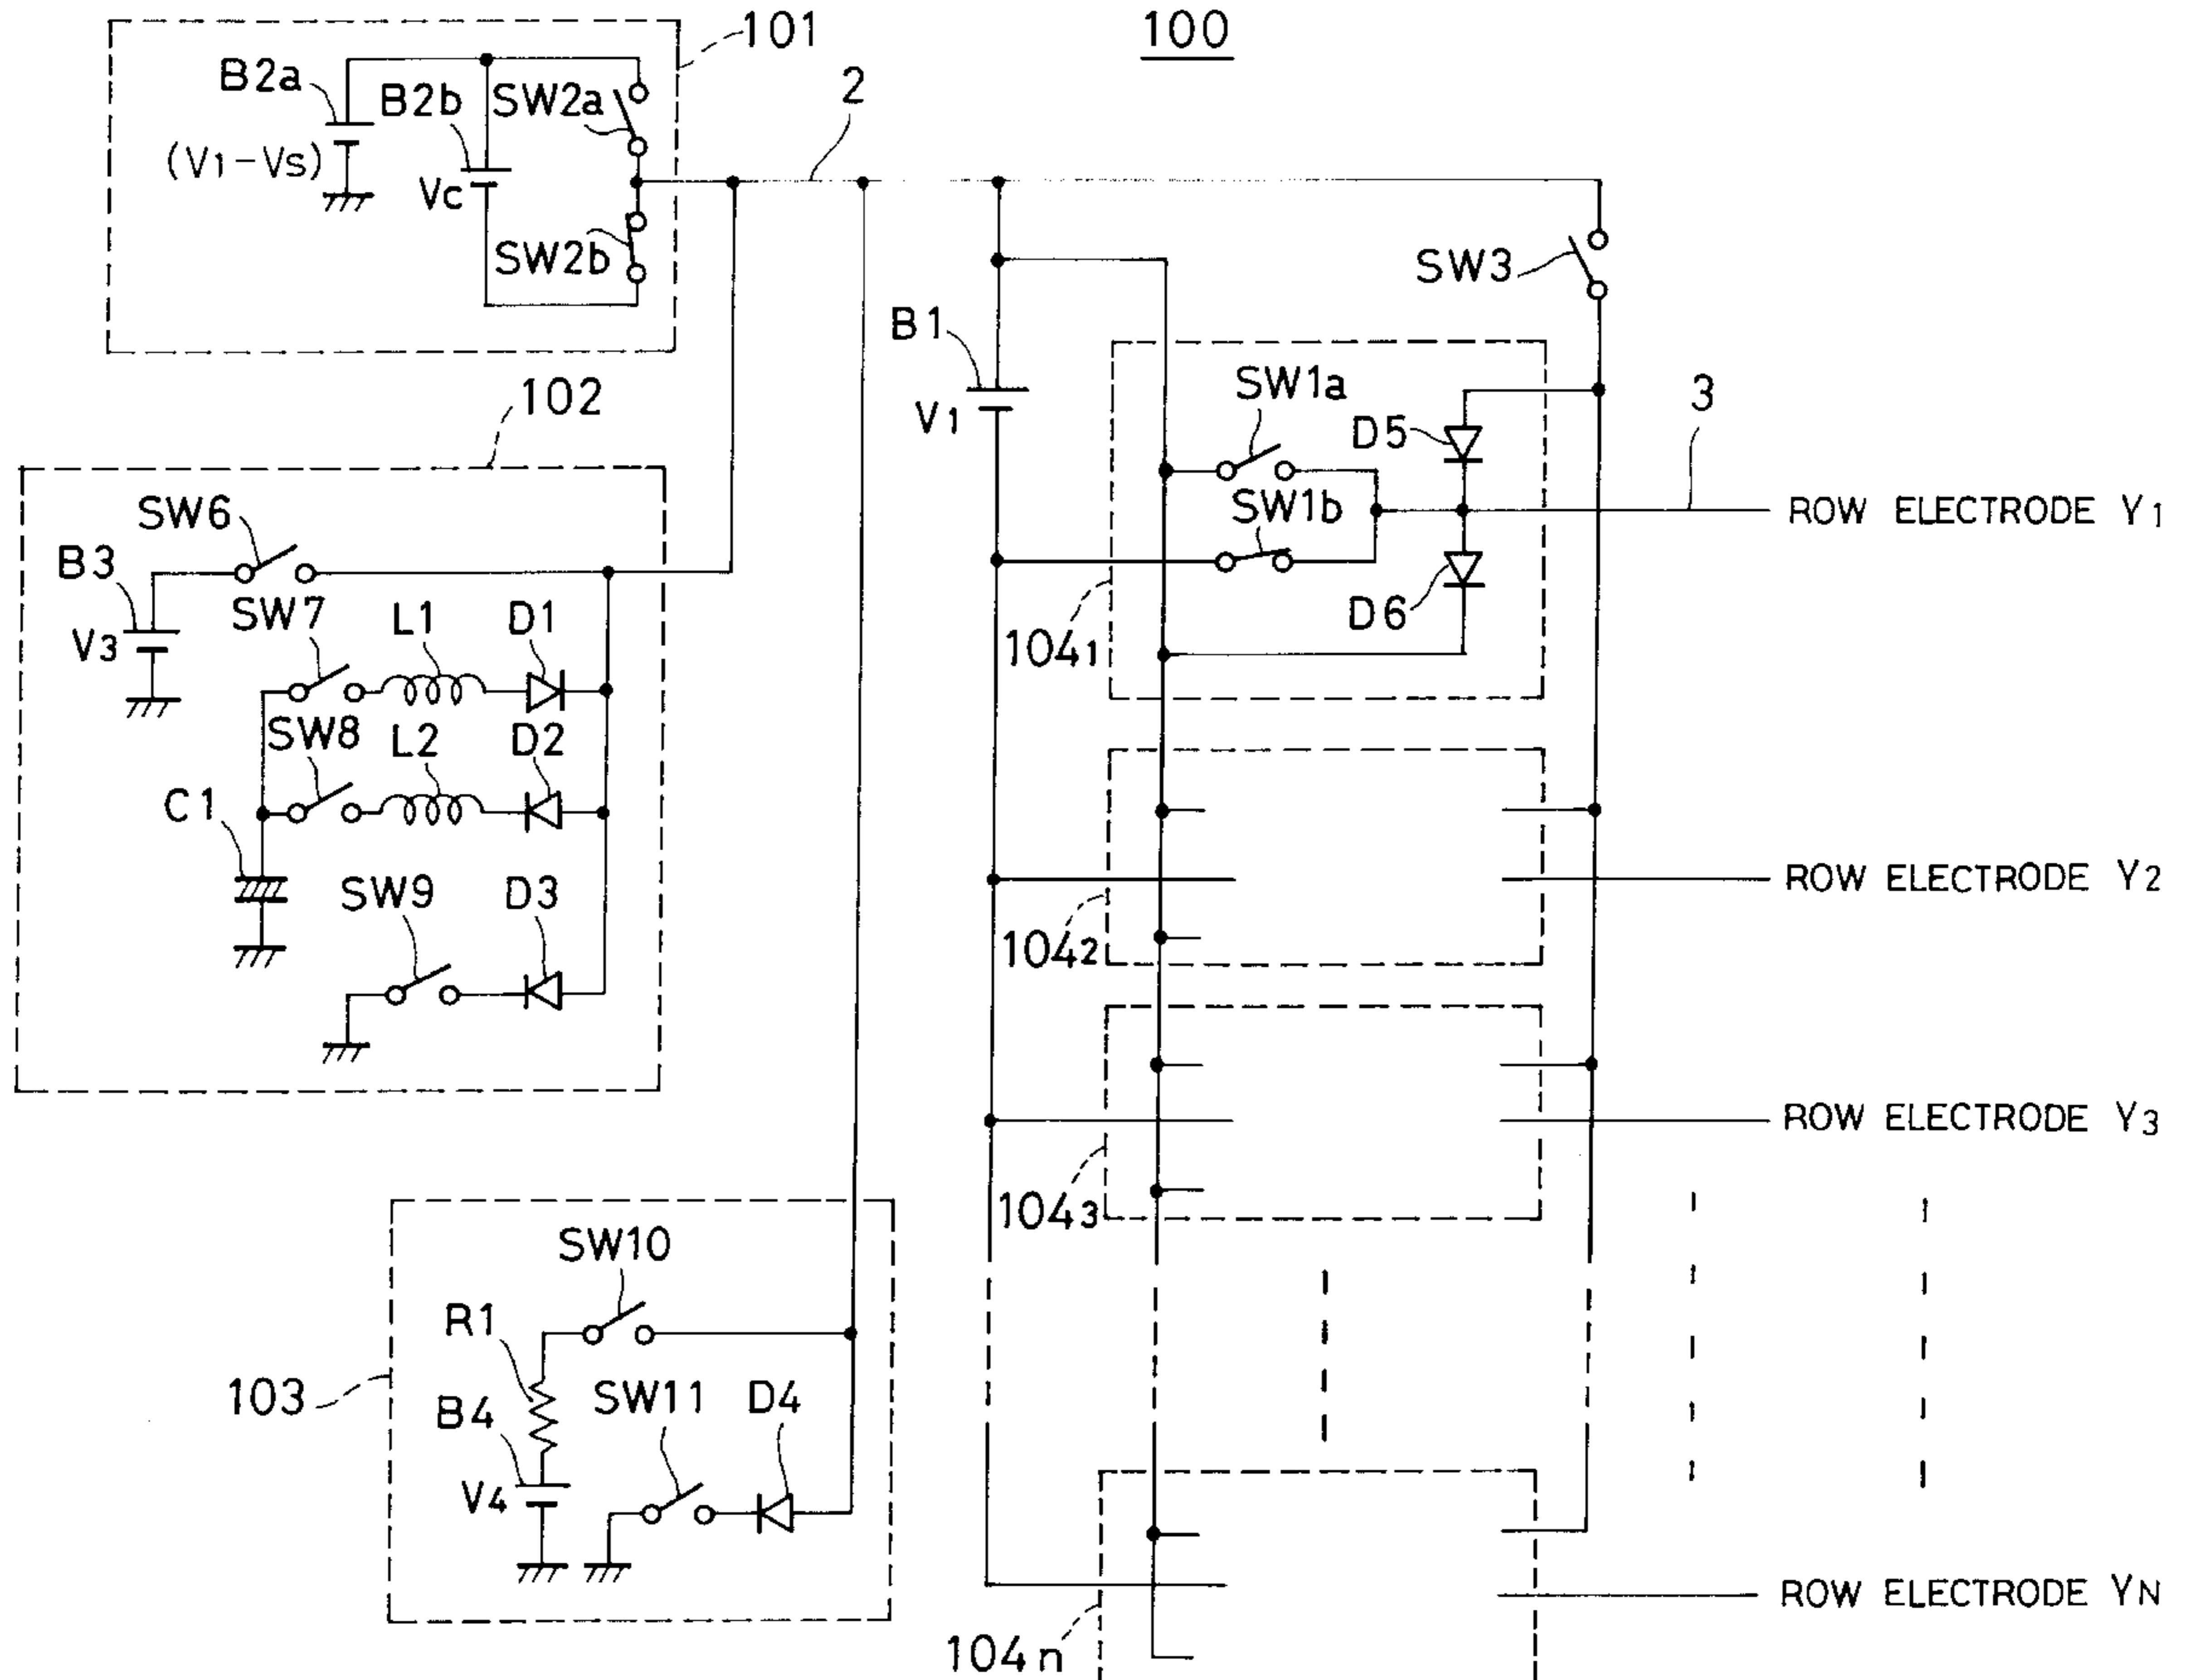 100
101
B2a
B2b
SW2a
2
(V1-Vs)
Vc
SW2b
SW3
B1
V1
102
SW1a
D5
3
SW1b
ROW ELECTRODE Y1
D6
1041
SW6
B3
V3
SW7
L1
D1
SW8
L2
D2
C1
SW9
D3
1042
ROW ELECTRODE Y2
1043
ROW ELECTRODE Y3
SW10
R1
103
B4
V4
SW11
D4
104n
ROW ELECTRODE YN